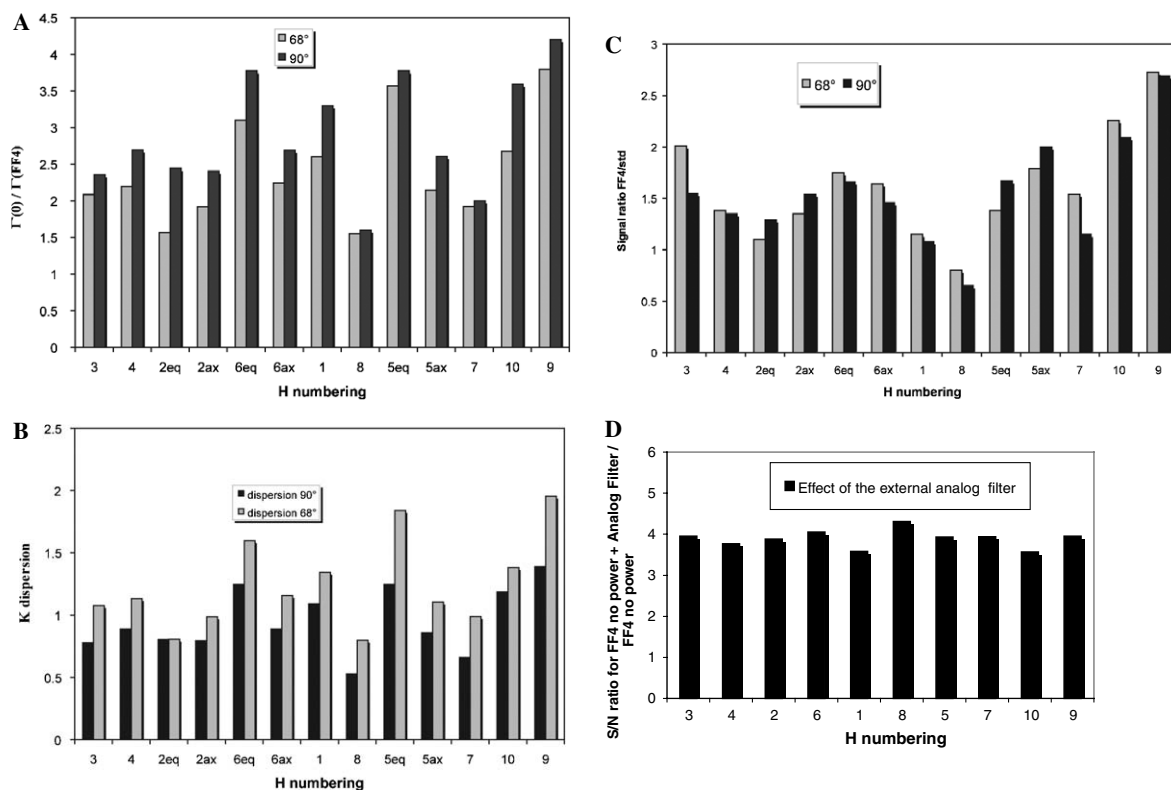 A
4.5
4
3.5
3
2.5
2
1.5
1
0.5
0
Γ(0) / Γ(FF4)
68°
90°
3 4 2eq 2ax 6eq 6ax 1 8 5eq 5ax 7 10 9
H numbering
B
2.5
2
1.5
1
0.5
0
K dispersion
dispersion 90°
dispersion 68°
3 4 2eq 2ax 6eq 6ax 1 8 5eq 5ax 7 10 9
H numbering
C
3
2.5
2
1.5
1
0.5
0
Signal ratio FF4/std
68° 90°
3 4 2eq 2ax 6eq 6ax 1 8 5eq 5ax 7 10 9
H numbering
D
6
5
4
3
2
1
0
S/N ratio for FF4 no power + Analog Filter /
FF4 no power
Effect of the external analog filter
3 4 2 6 1 8 5 7 10 9
H numbering